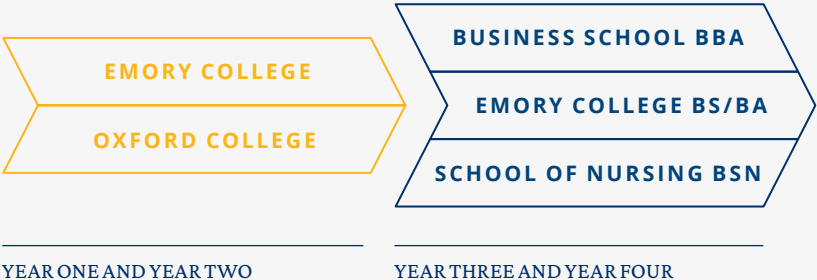 EMORY COLLEGE
OXFORD COLLEGE
BUSINESS SCHOOL BBA
EMORY COLLEGE BS/BA
SCHOOL OF NURSING BSN
YEAR ONE AND YEAR TWO
YEAR THREE AND YEAR FOUR